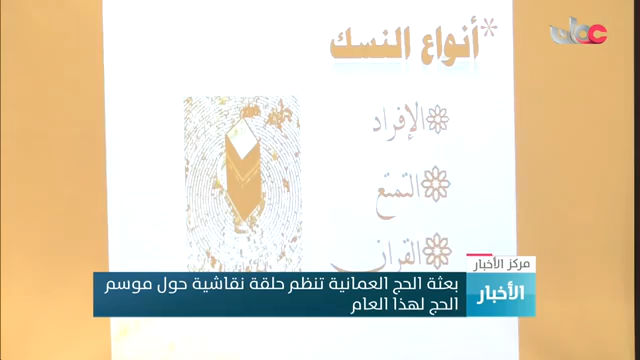 *أنواع النسك
الإفراد
التمتع
القران
مركز الأخبار
الأخبار
بعثة الحج العمانية تنظم حلقة نقاشية حول موسم
الحج لهذا العام